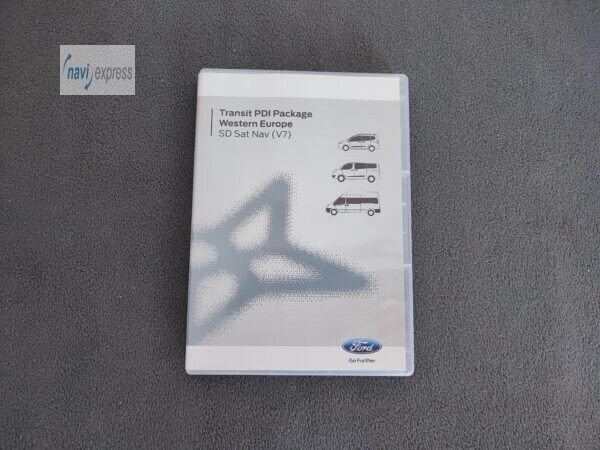 navi express
Transit PDI Package
Western Europe
SD Sat Nav (V7)
Ford
Go Further